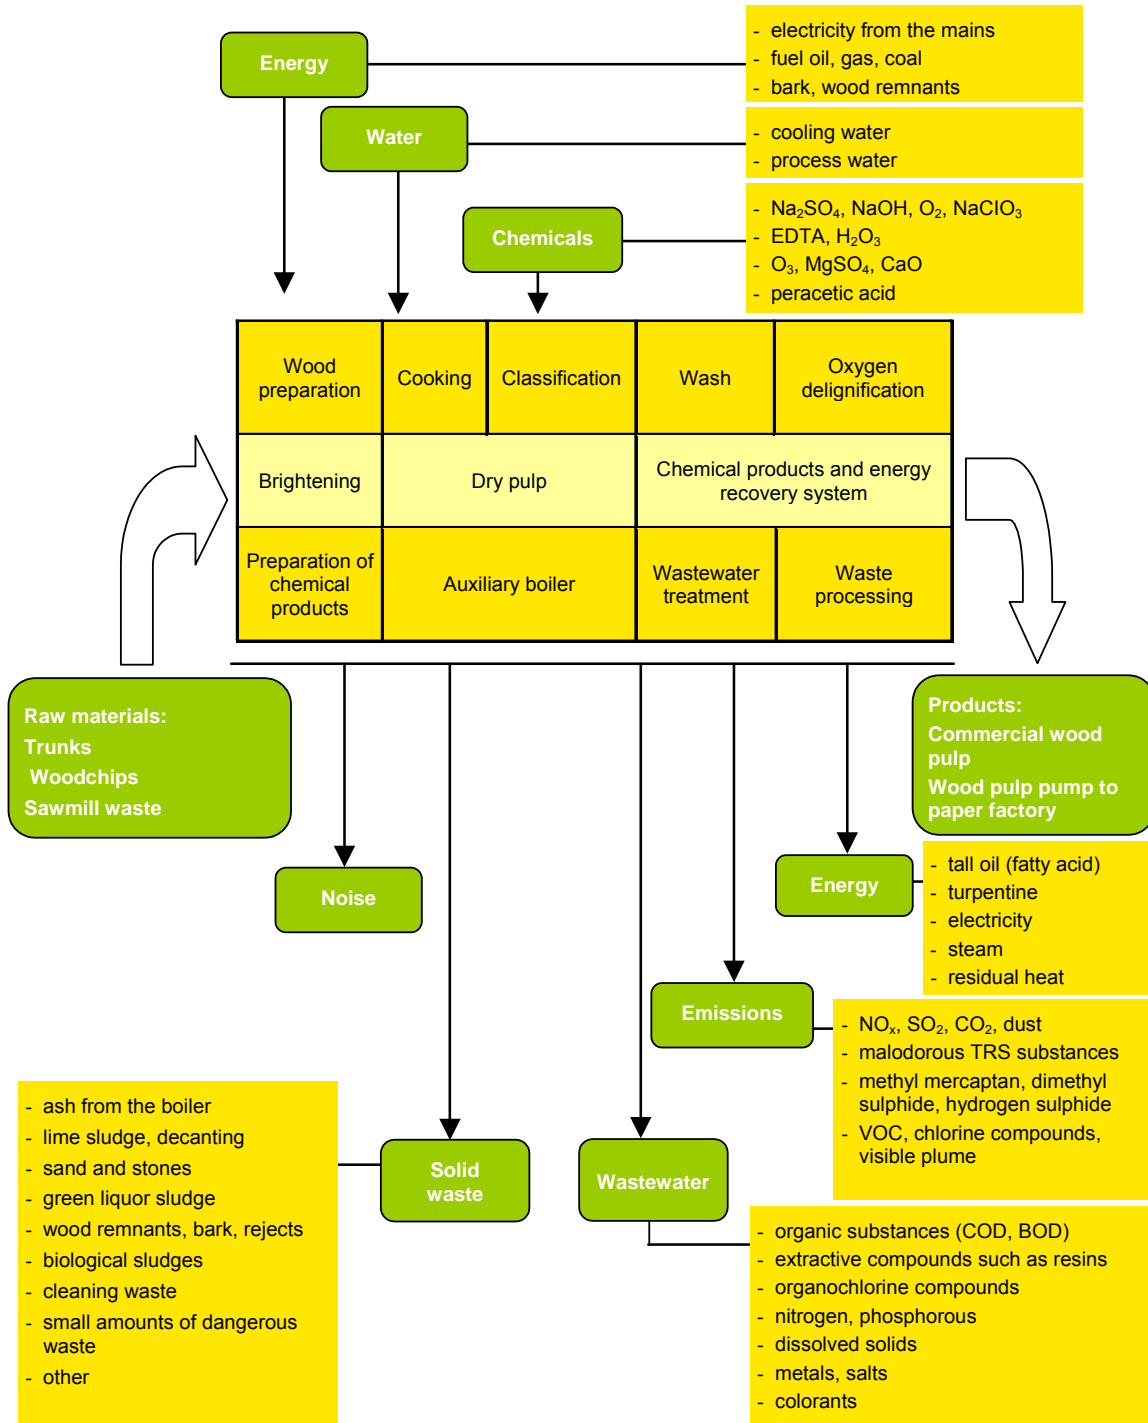 Energy
- electricity from the mains
- fuel oil, gas, coal
- bark, wood remnants
Water
- cooling water
- process water
Chemicals
- Na₂SO₄, NaOH, O₂, NaClO₃
- EDTA, H₂O₃
- O₃, MgSO₄, CaO
- peracetic acid
Wood
preparation
Cooking
Classification
Wash
Oxygen
delignification
Brightening
Dry pulp
Chemical products and energy
recovery system
Preparation of
chemical
products
Auxiliary boiler
Wastewater
treatment
Waste
processing
Raw materials:
Trunks
Woodchips
Sawmill waste
Products:
Commercial wood
pulp
Wood pulp pump to
paper factory
Noise
Energy
- tall oil (fatty acid)
- turpentine
- electricity
- steam
- residual heat
Emissions
- NOₓ, SO₂, CO₂, dust
- malodorous TRS substances
- methyl mercaptan, dimethyl
sulphide, hydrogen sulphide
- VOC, chlorine compounds,
visible plume
- ash from the boiler
- lime sludge, decanting
- sand and stones
- green liquor sludge
- wood remnants, bark, rejects
- biological sludges
- cleaning waste
- small amounts of dangerous
waste
- other
Solid
waste
Wastewater
- organic substances (COD, BOD)
- extractive compounds such as resins
- organochlorine compounds
- nitrogen, phosphorous
- dissolved solids
- metals, salts
- colorants